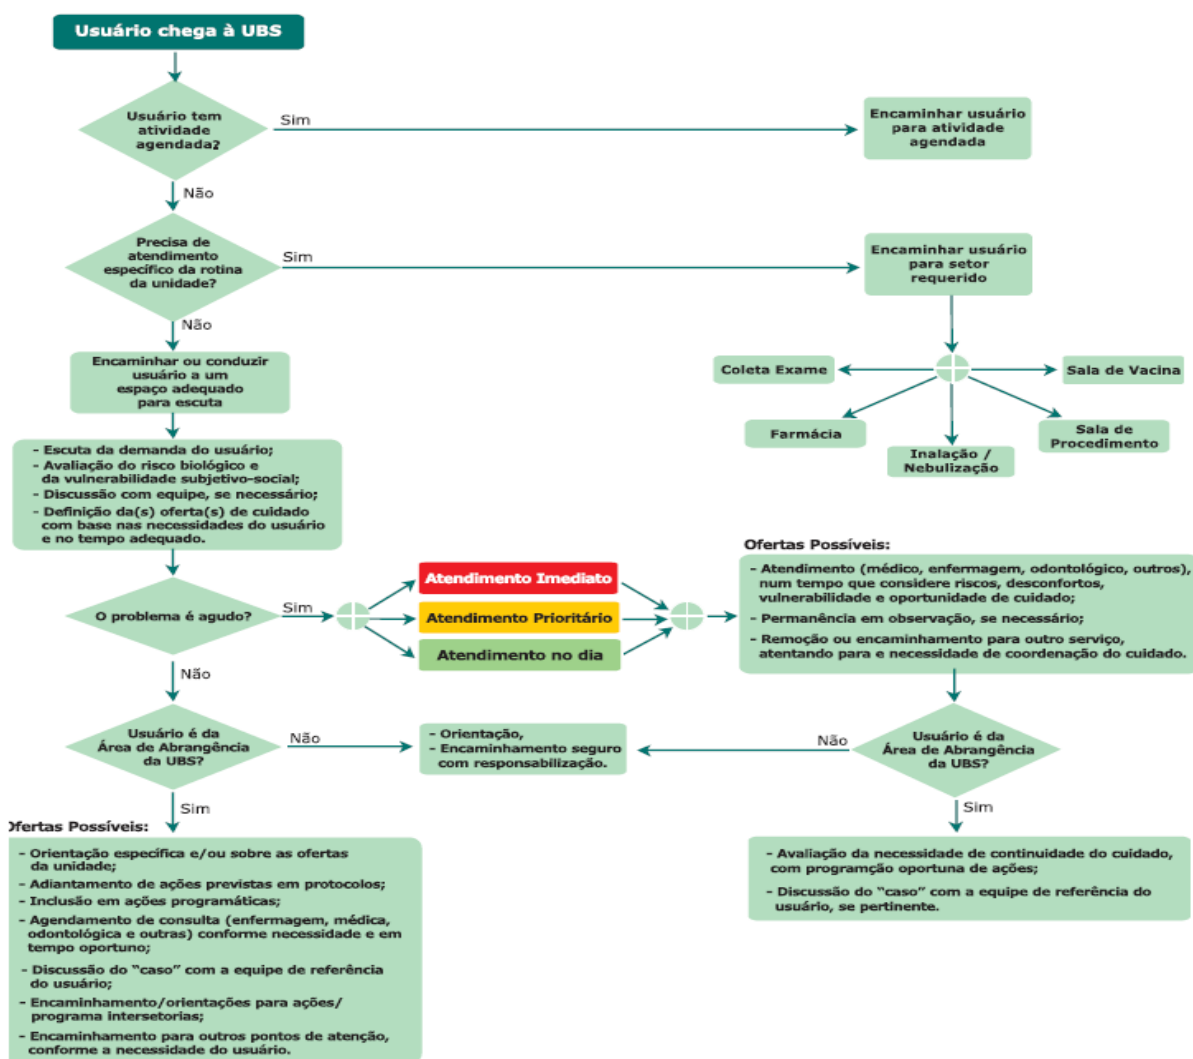 Usuário chega à UBS
Usuário tem
atividade
agendada?
Sim
Encaminhar usuário
para atividade
agendada
Não
Precisa de
atendimento
específico da rotina
da unidade?
Sim
Encaminhar usuário
para setor
requerido
Não
Coleta Exame
Sala de Vacina
Farmácia
Sala de
Procedimento
Inalação /
Nebulização
Encaminhar ou conduzir
usuário a um
espaço adequado
para escuta
- Escuta da demanda do usuário;
- Avaliação do risco biológico e
da vulnerabilidade subjetivo-social;
- Discussão com equipe, se necessário;
- Definição da(s) oferta(s) de cuidado
com base nas necessidades do usuário
e no tempo adequado.
O problema é agudo?
Sim
Atendimento Imediato
Atendimento Prioritário
Atendimento no dia
Ofertas Possíveis:
- Atendimento (médico, enfermagem, odontológico, outros),
num tempo que considere riscos, desconfortos,
vulnerabilidade e oportunidade de cuidado;
- Permanência em observação, se necessário;
- Remoção ou encaminhamento para outro serviço,
atentando para e necessidade de coordenação do cuidado.
Não
Usuário é da
Área de Abrangência
da UBS?
Não
- Orientação,
- Encaminhamento seguro
com responsabilização.
Não
Usuário é da
Área de Abrangência
da UBS?
Sim
Sim
Ofertas Possíveis:
- Orientação específica e/ou sobre as ofertas
da unidade;
- Adiantamento de ações previstas em protocolos;
- Inclusão em ações programáticas;
- Agendamento de consulta (enfermagem, médica,
odontológica e outras) conforme necessidade e em
tempo oportuno;
- Discussão do “caso” com a equipe de referência
do usuário;
- Encaminhamento/orientações para ações/
programa intersetorias;
- Encaminhamento para outros pontos de atenção,
conforme a necessidade do usuário.
- Avaliação da necessidade de continuidade do cuidado,
com programção oportuna de ações;
- Discussão do “caso” com a equipe de referência do
usuário, se pertinente.